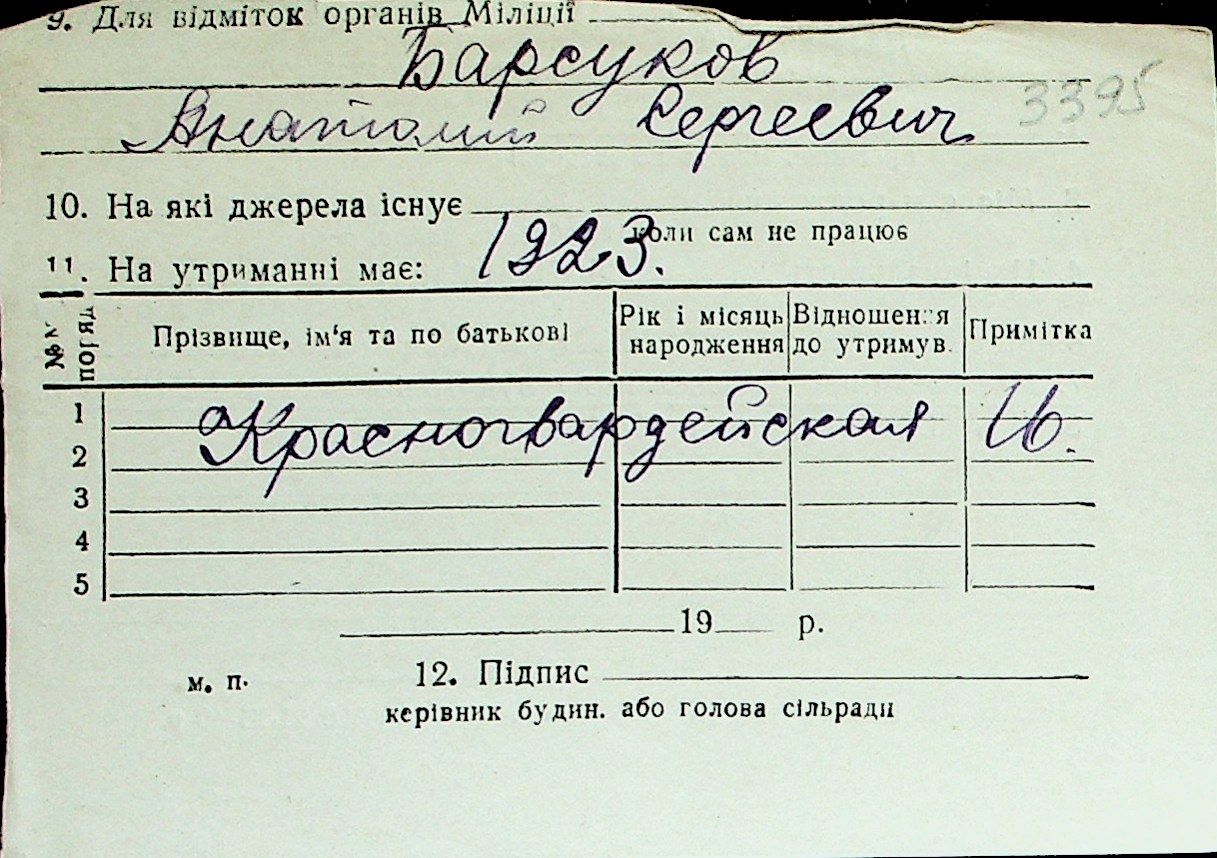 9. Для відміток органів Міліції
Барсуков
Анатолий Сергеевич 3395
10. На які джерела існує
коли сам не працює
11. На утриманні має: 1923.
№№ порядк Прізвище, ім'я та по батькові Рік і місяць народження Відношення до утримув. Примітка
1
Красногвардейская 16.
2
3
4
5
19 р.
м. п. 12. Підпис
керівник будин. або голова сільради